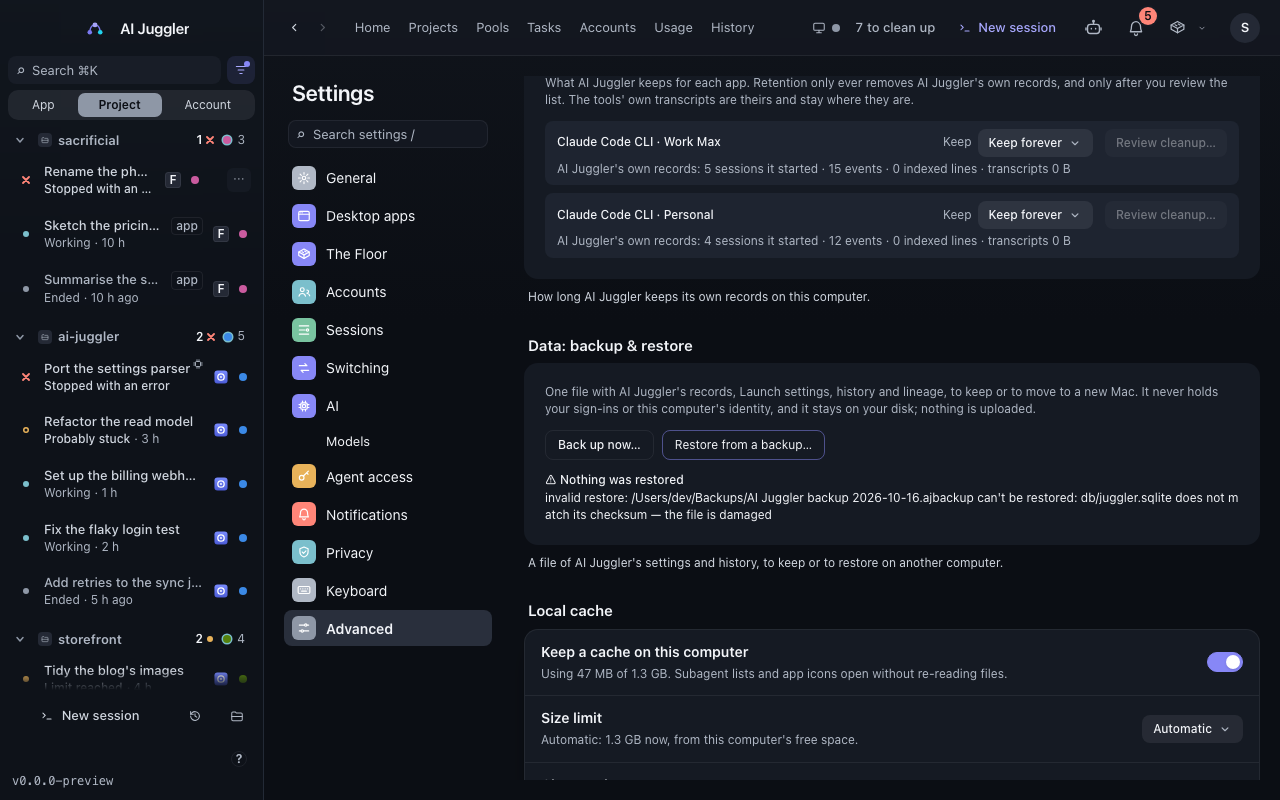 AI Juggler
Search ⌘K
App Project Account
sacrificial 1 3
Rename the ph... F
Stopped with an ...
Sketch the pricin... app F
Working · 10 h
Summarise the s... app F
Ended · 10 h ago
ai-juggler 2 5
Port the settings parser
Stopped with an error
Refactor the read model
Probably stuck · 3 h
Set up the billing webh...
Working · 1 h
Fix the flaky login test
Working · 2 h
Add retries to the sync j...
Ended · 5 h ago
storefront 2 4
Tidy the blog's images
Limit reached · 4 h
New session
?
v0.0.0-preview
Home Projects Pools Tasks Accounts Usage History 7 to clean up New session 5 S
Settings
Search settings /
General
Desktop apps
The Floor
Accounts
Sessions
Switching
AI
Models
Agent access
Notifications
Privacy
Keyboard
Advanced
What AI Juggler keeps for each app. Retention only ever removes AI Juggler's own records, and only after you review the
list. The tools' own transcripts are theirs and stay where they are.
Claude Code CLI · Work Max Keep Keep forever Review cleanup...
AI Juggler's own records: 5 sessions it started · 15 events · 0 indexed lines · transcripts 0 B
Claude Code CLI · Personal Keep Keep forever Review cleanup...
AI Juggler's own records: 4 sessions it started · 12 events · 0 indexed lines · transcripts 0 B
How long AI Juggler keeps its own records on this computer.
Data: backup & restore
One file with AI Juggler's records, Launch settings, history and lineage, to keep or to move to a new Mac. It never holds
your sign-ins or this computer's identity, and it stays on your disk; nothing is uploaded.
Back up now... Restore from a backup...
Nothing was restored
invalid restore: /Users/dev/Backups/AI Juggler backup 2026-10-16.ajbackup can't be restored: db/juggler.sqlite does not m
atch its checksum — the file is damaged
A file of AI Juggler's settings and history, to keep or to restore on another computer.
Local cache
Keep a cache on this computer
Using 47 MB of 1.3 GB. Subagent lists and app icons open without re-reading files.
Size limit
Automatic: 1.3 GB now, from this computer's free space.
Automatic